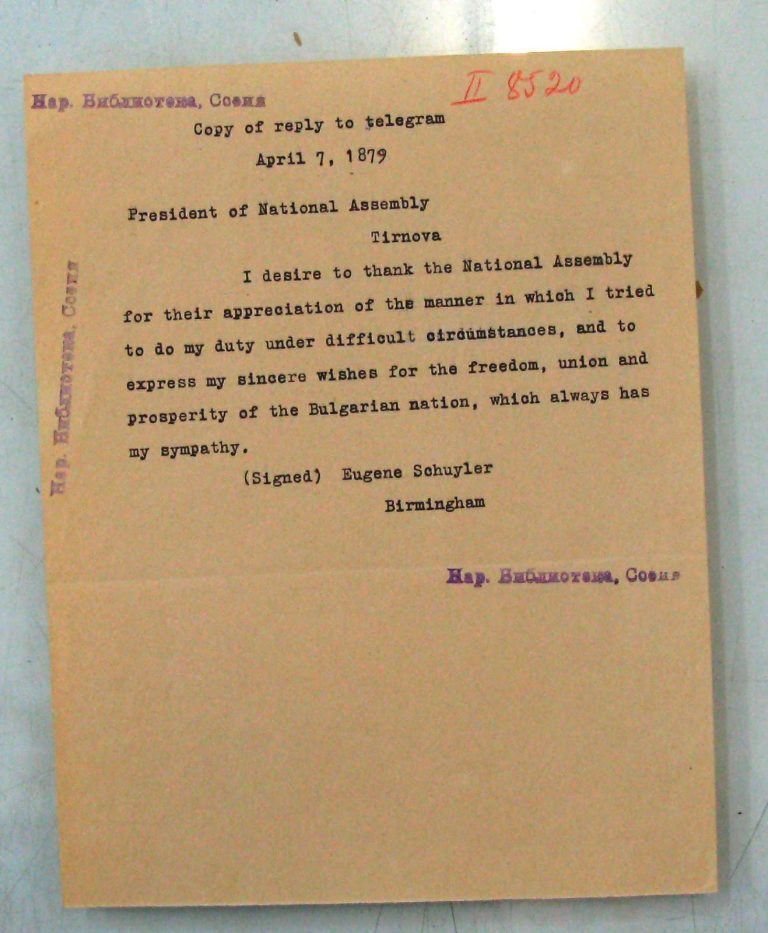 Нар. Библиотека, София
II 8520
Copy of reply to telegram
April 7, 1879
President of National Assembly
Tirnova
I desire to thank the National Assembly
for their appreciation of the manner in which I tried
to do my duty under difficult circumstances, and to
express my sincere wishes for the freedom, union and
prosperity of the Bulgarian nation, which always has
my sympathy.
(Signed) Eugene Schuyler
Birmingham
Нар. Библиотека, София
Нар. Библиотека, София